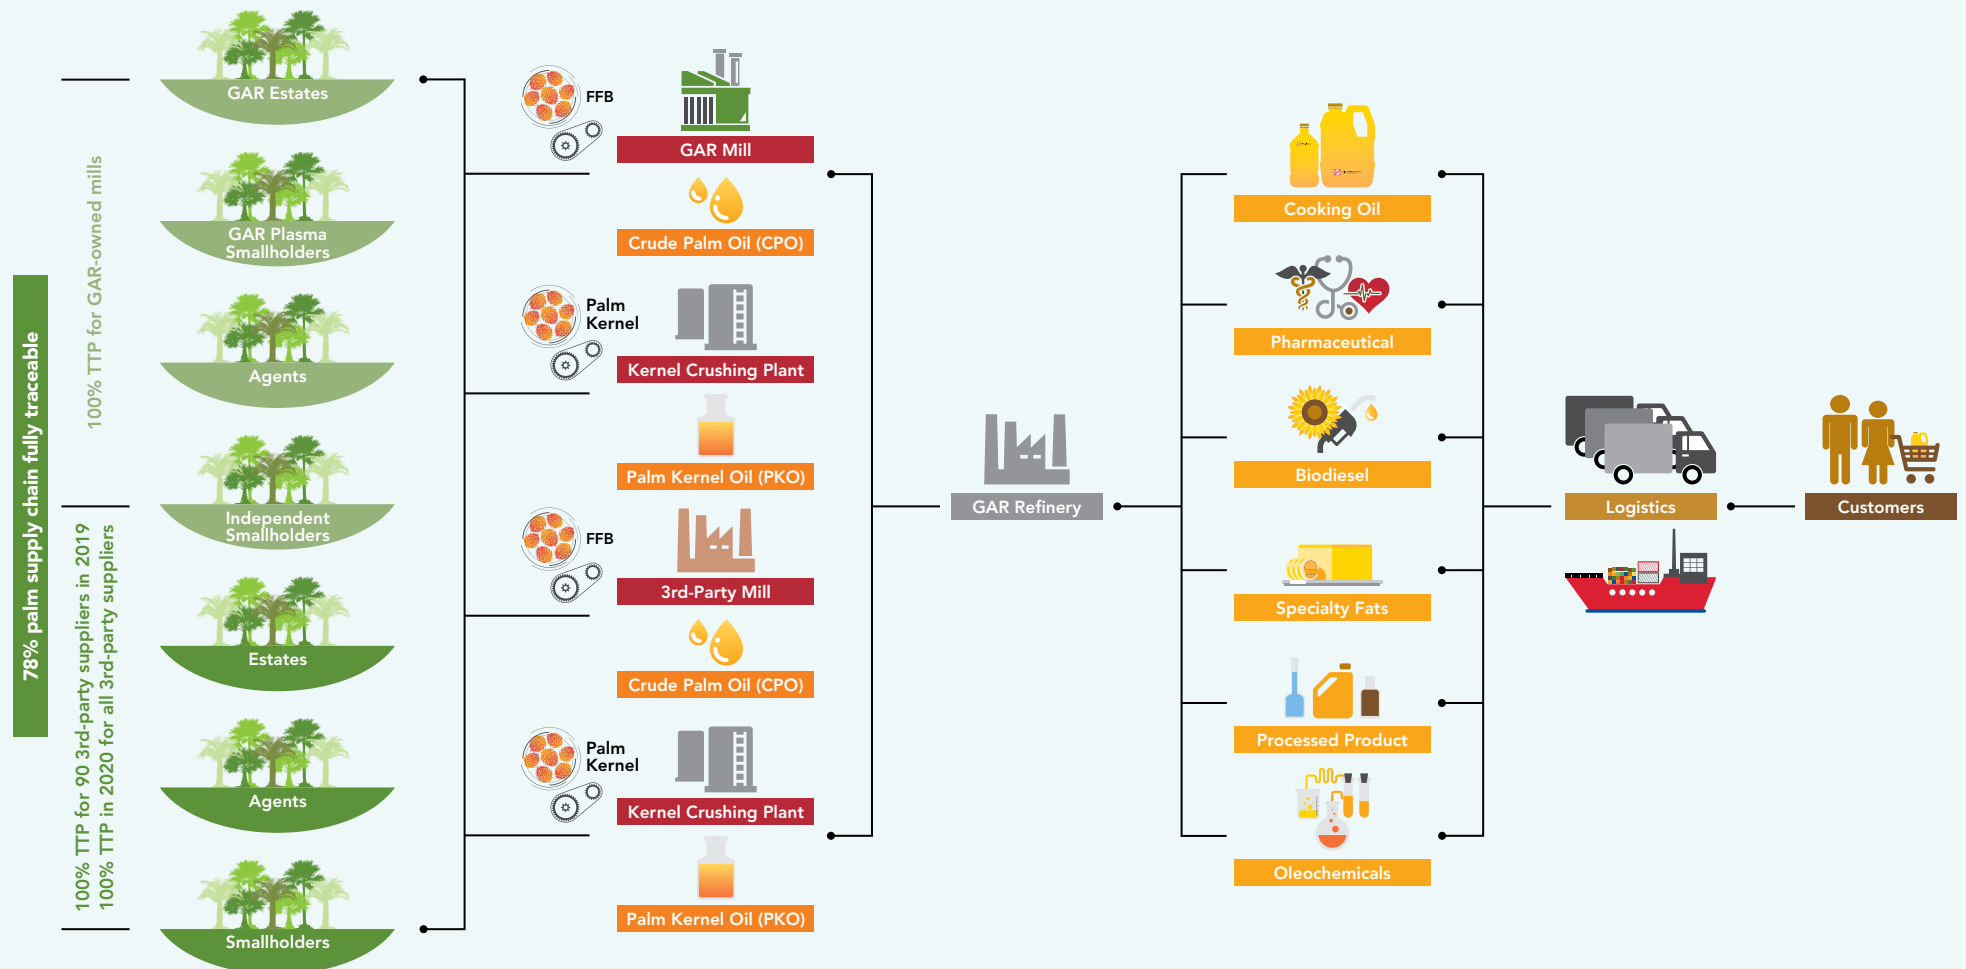 78% palm supply chain fully traceable
100% TTP for GAR-owned mills
100% TTP for 90 3rd-party suppliers in 2019
100% TTP in 2020 for all 3rd-party suppliers
GAR Estates
GAR Plasma
Smallholders
Agents
Independent
Smallholders
Estates
Agents
Smallholders
FFB
GAR Mill
Crude Palm Oil (CPO)
Palm
Kernel
Kernel Crushing Plant
Palm Kernel Oil (PKO)
FFB
3rd-Party Mill
Crude Palm Oil (CPO)
Palm
Kernel
Kernel Crushing Plant
Palm Kernel Oil (PKO)
GAR Refinery
Cooking Oil
Pharmaceutical
Biodiesel
Specialty Fats
Processed Product
Oleochemicals
Logistics
Customers